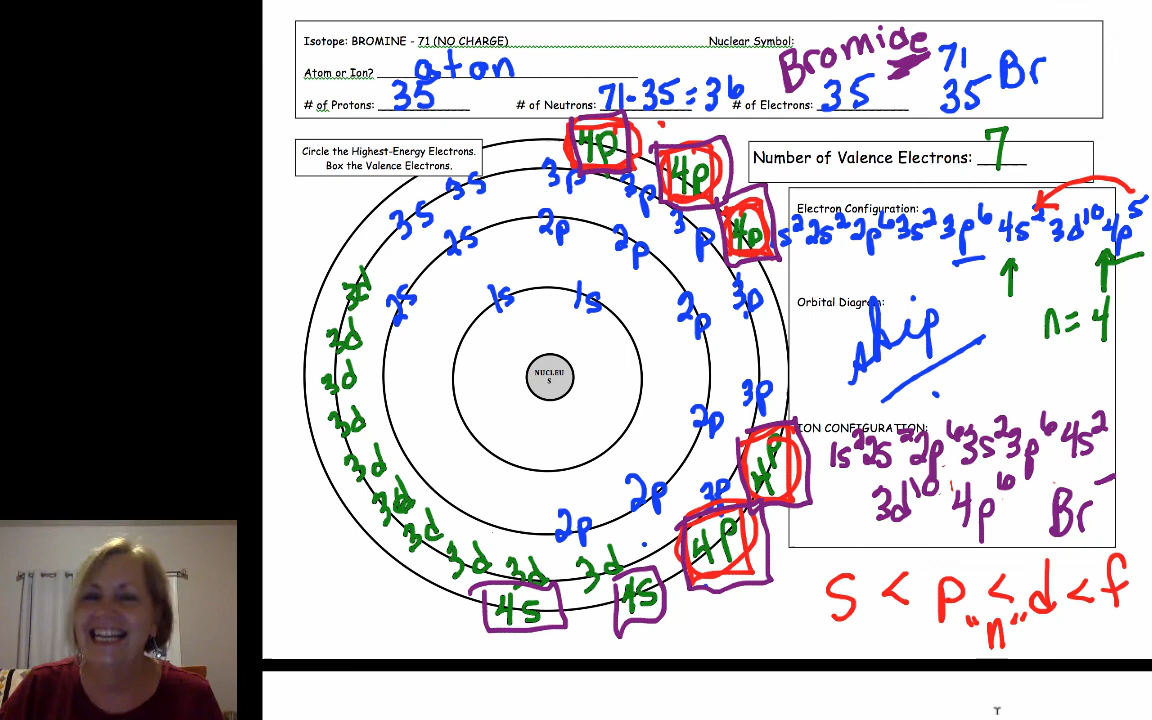 Isotope: BROMINE - 71 (NO CHARGE) Nuclear Symbol:
Bromide
Atom or Ion? aton
71
35 Br
# of Protons: 35 # of Neutrons: 71-35=36 # of Electrons: 35
Circle the Highest-Energy Electrons.
Box the Valence Electrons.
Number of Valence Electrons: 7
4p 4p 4p
3s 3s 3p 3p 3p 3p 3p 3p
2s 2s 2p 2p 2p 2p 2p 2p
1s 1s
NUCLEU
S
3d 3d 3d 3d 3d 3d 3d 3d 3d 3d
4p 4p
4s 4s
Electron Configuration:
1s² 2s² 2p⁶ 3s² 3p⁶ 4s² 3d¹⁰ 4p⁵
Orbital Diagram:
skip
n = 4
ION CONFIGURATION:
1s² 2s² 2p⁶ 3s² 3p⁶ 4s²
3d¹⁰ 4p⁶ Br⁻
s < p < d < f
"n"